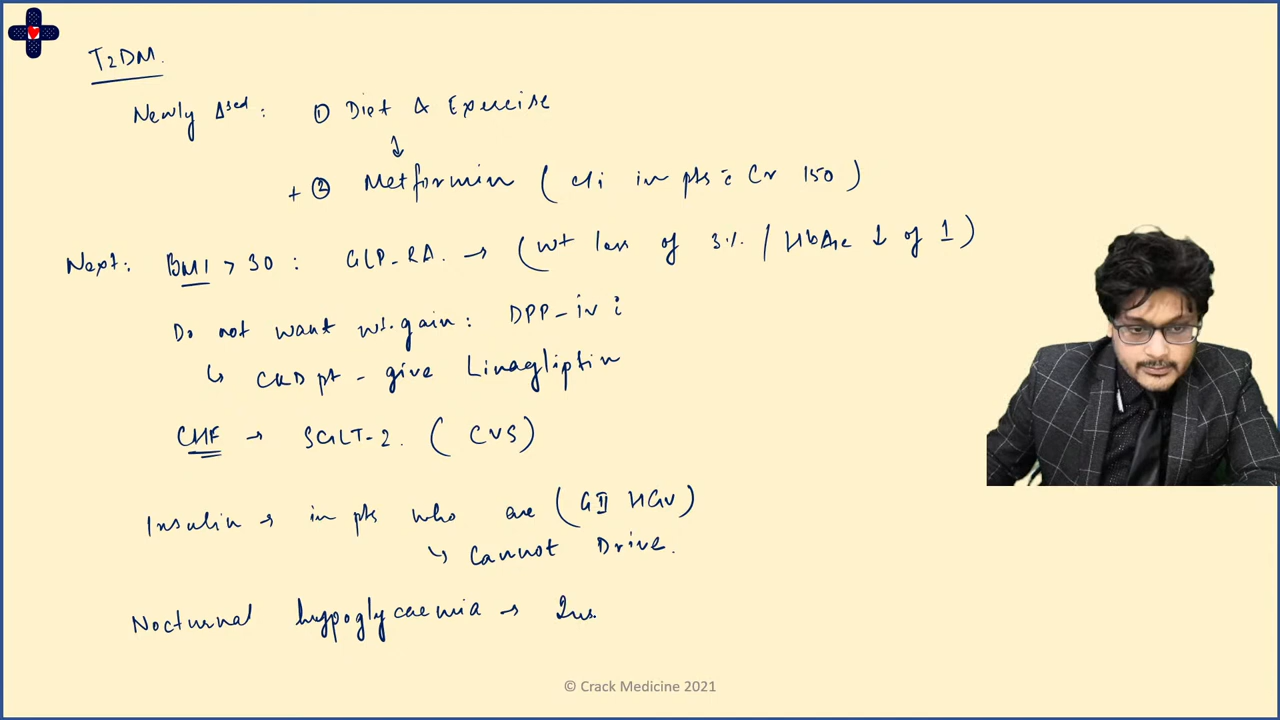 T2DM.
Newly Δsed : ① Diet & Exercise
↓
+ ② Metformin ( c/i in pts c̄ Cr 150 )
Next: BMI > 30 : GLP-RA. → ( wt loss of 3% / HbA1c ↓ of 1 )
Do not want wt. gain : DPP-iv i
↳ CKD pt - give Linagliptin
CHF → SGLT-2. ( CVS )
Insulin → in pts who are ( GII HGV )
↳ Cannot Drive.
Nocturnal hypoglycaemia → Ins.
© Crack Medicine 2021